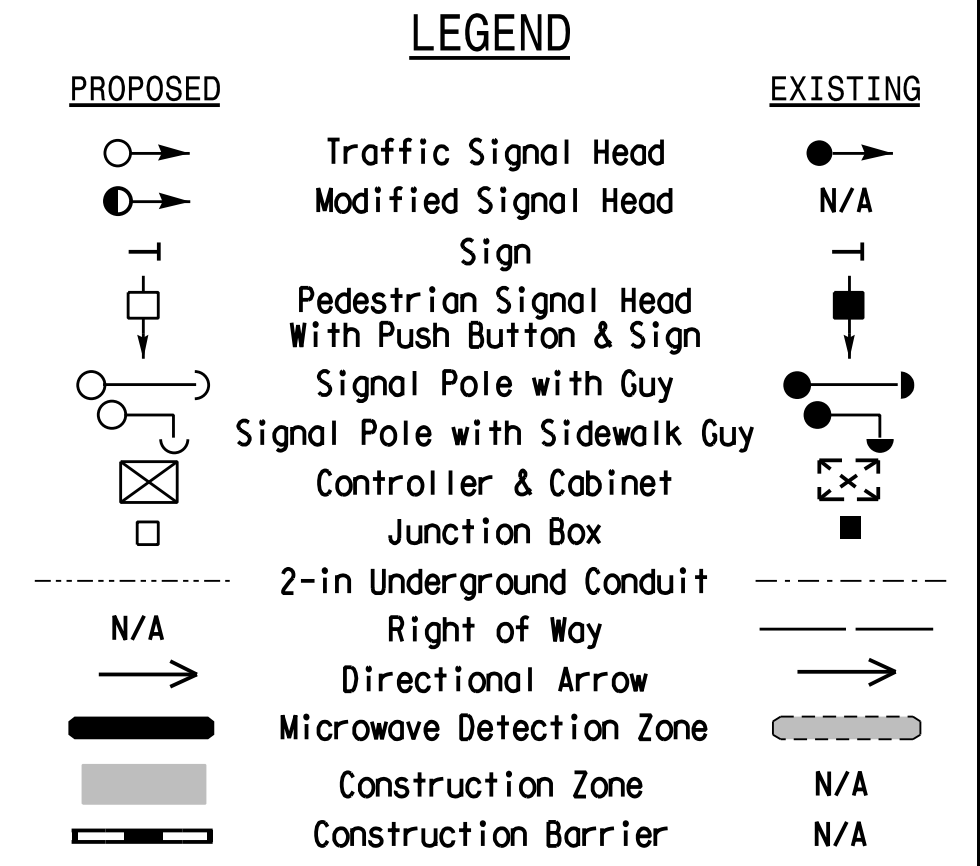 LEGEND
PROPOSED EXISTING
Traffic Signal Head
Modified Signal Head N/A
Sign
Pedestrian Signal Head
With Push Button & Sign
Signal Pole with Guy
Signal Pole with Sidewalk Guy
Controller & Cabinet
Junction Box
2-in Underground Conduit
N/A Right of Way
Directional Arrow
Microwave Detection Zone
Construction Zone N/A
Construction Barrier N/A